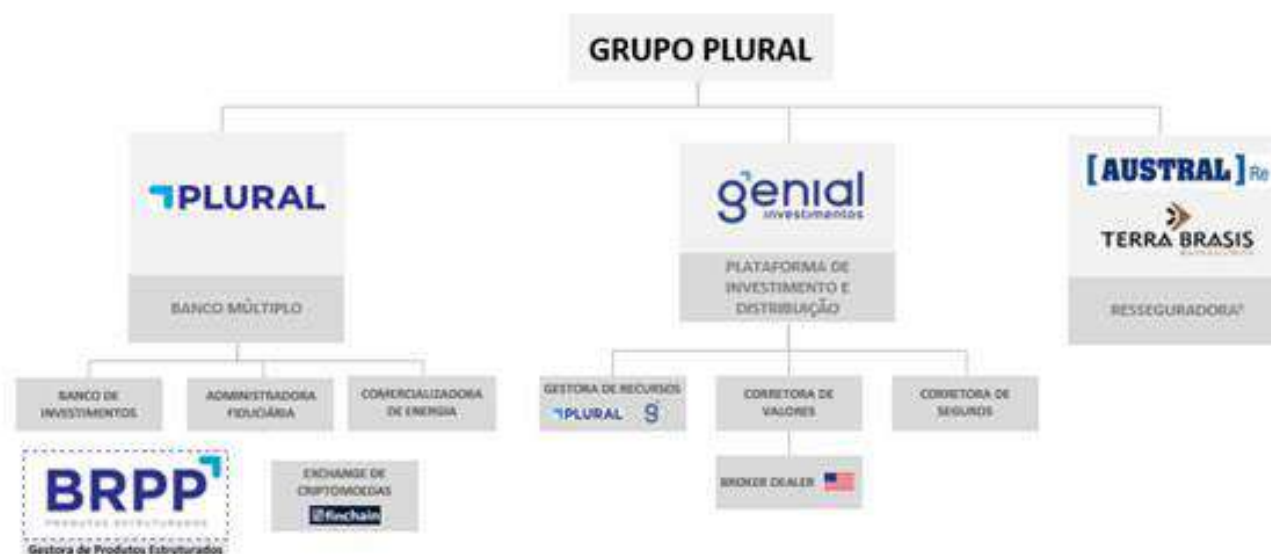 GRUPO PLURAL
PLURAL
BANCO MÚLTIPLO
genial
investimentos
PLATAFORMA DE
INVESTIMENTO E
DISTRIBUIÇÃO
[AUSTRAL] Re
TERRA BRASIS
RESSEGURADORA
BANCO DE
INVESTIMENTOS
ADMINISTRADORA
FIDUCIÁRIA
COMERCIALIZADORA
DE ENERGIA
GESTORA DE RECURSOS
PLURAL g
CORRETORA DE
VALORES
CORRETORA DE
SEGUROS
BRPP
PRODUTOS ESTRUTURADOS
Gestora de Produtos Estruturados
EXCHANGE DE
CRIPTOMOEDAS
finchain
BROKER DEALER